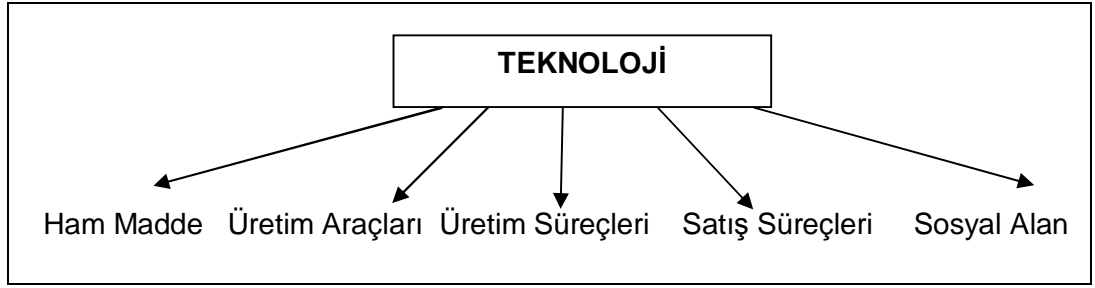 TEKNOLOJİ
Ham Madde Üretim Araçları Üretim Süreçleri Satış Süreçleri Sosyal Alan